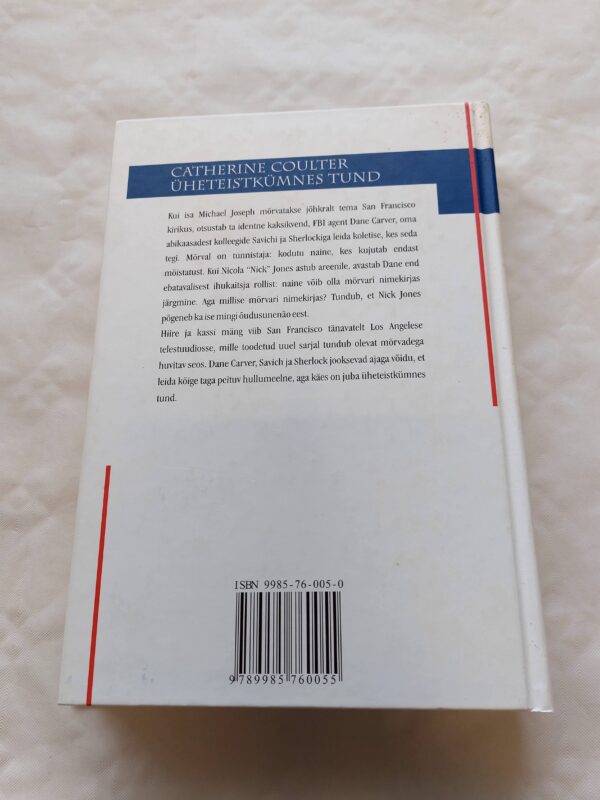 CATHERINE COULTER
ÜHETEISTKÜMNES TUND
Kui isa Michael Joseph mõrvatakse jõhkralt tema San Francisco
kirikus, otsustab ta identne kaksikvend, FBI agent Dane Carver, oma
abikaasadest kolleegide Savichi ja Sherlockiga leida koletise, kes seda
tegi. Mõrval on tunnistaja: kodutu naine, kes kujutab endast
mõistatust. Kui Nicola “Nick” Jones astub areenile, avastab Dane end
ebatavalisest ihukaitsja rollist: naine võib olla mõrvari nimekirjas
järgmine. Aga millise mõrvari nimekirjas? Tundub, et Nick Jones
põgeneb ka ise mingi õudusunenäo eest.
Hiire ja kassi mäng viib San Francisco tänavatelt Los Angelese
telestuudiosse, mille toodetud uuel sarjal tundub olevat mõrvadega
huvitav seos. Dane Carver, Savich ja Sherlock jooksevad ajaga võidu, et
leida kõige taga peituv hullumeelne, aga käes on juba üheteistkümnes
tund.
ISBN 9985-76-005-0
9 789985 760055